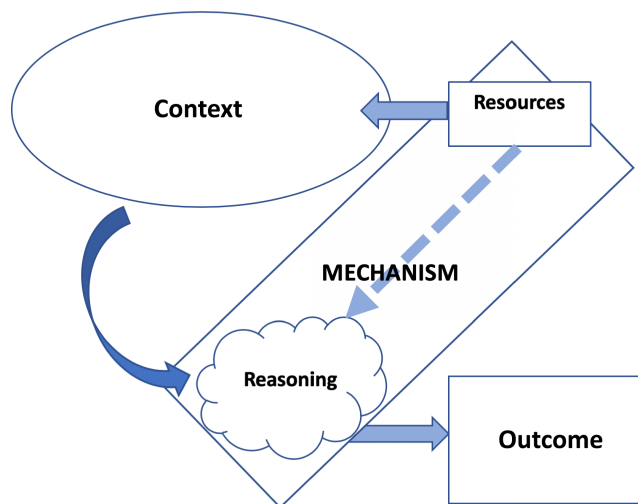 Resources
Context
MECHANISM
Reasoning
Outcome